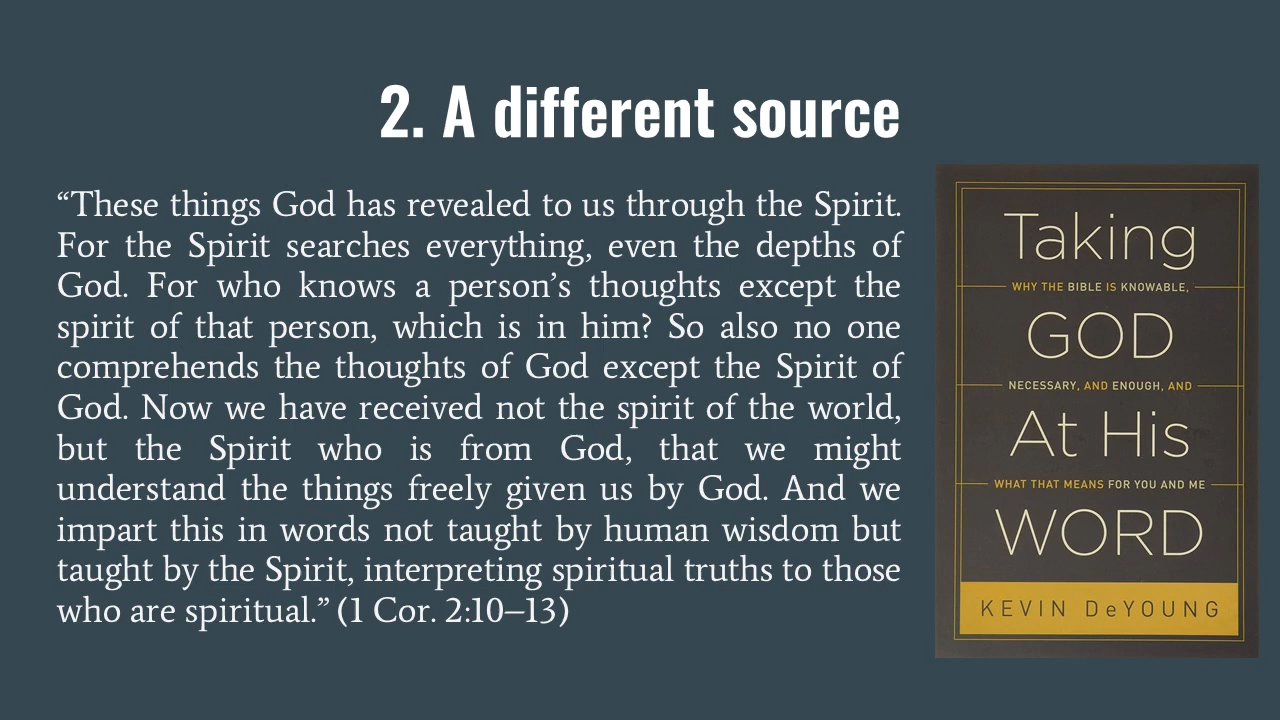 2. A different source
“These things God has revealed to us through the Spirit.
For the Spirit searches everything, even the depths of
God. For who knows a person’s thoughts except the
spirit of that person, which is in him? So also no one
comprehends the thoughts of God except the Spirit of
God. Now we have received not the spirit of the world,
but the Spirit who is from God, that we might
understand the things freely given us by God. And we
impart this in words not taught by human wisdom but
taught by the Spirit, interpreting spiritual truths to those
who are spiritual.” (1 Cor. 2:10–13)
Taking
WHY THE BIBLE IS KNOWABLE,
GOD
NECESSARY, AND ENOUGH, AND
At His
WHAT THAT MEANS FOR YOU AND ME
WORD
KEVIN DeYOUNG